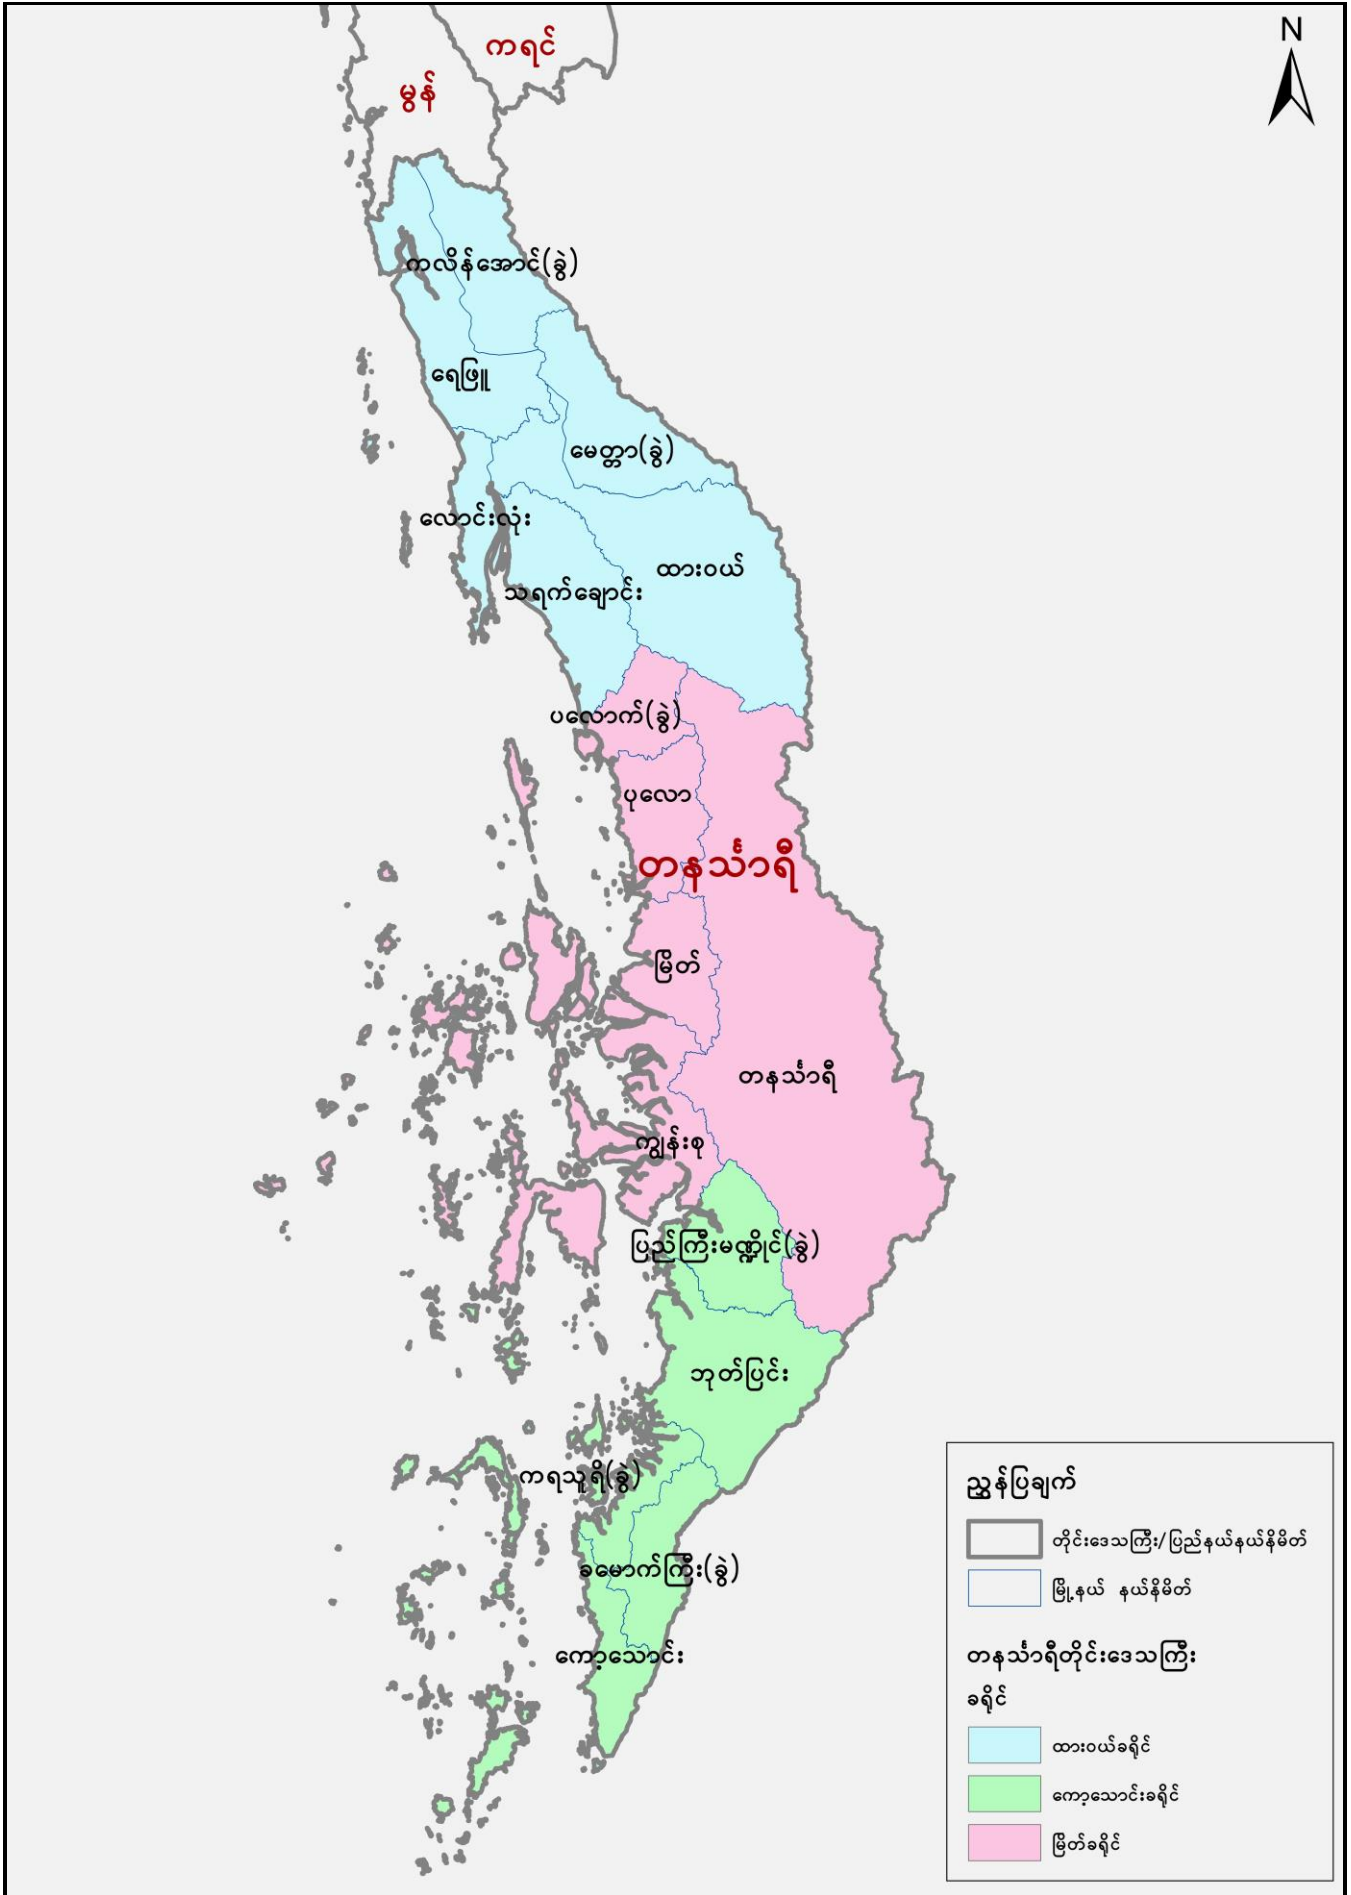 N
ကရင်
မွန်
ကလိန်အောင်(ခွဲ)
ရေဖြူ
မေတ္တာ(ခွဲ)
လောင်းလုံး
ထားဝယ်
သရက်ချောင်း
ပလောက်(ခွဲ)
ပုလော
တနင်္သာရီ
မြိတ်
တနင်္သာရီ
ကျွန်းစု
ပြည်ကြီးမဏ္ဍိုင်(ခွဲ)
ဘုတ်ပြင်း
ကရသူရိ(ခွဲ)
ခမောက်ကြီး(ခွဲ)
ကော့သောင်း
ညွှန်ပြချက်
တိုင်းဒေသကြီး/ပြည်နယ်နယ်နိမိတ်
မြို့နယ် နယ်နိမိတ်
တနင်္သာရီတိုင်းဒေသကြီး
ခရိုင်
ထားဝယ်ခရိုင်
ကော့သောင်းခရိုင်
မြိတ်ခရိုင်